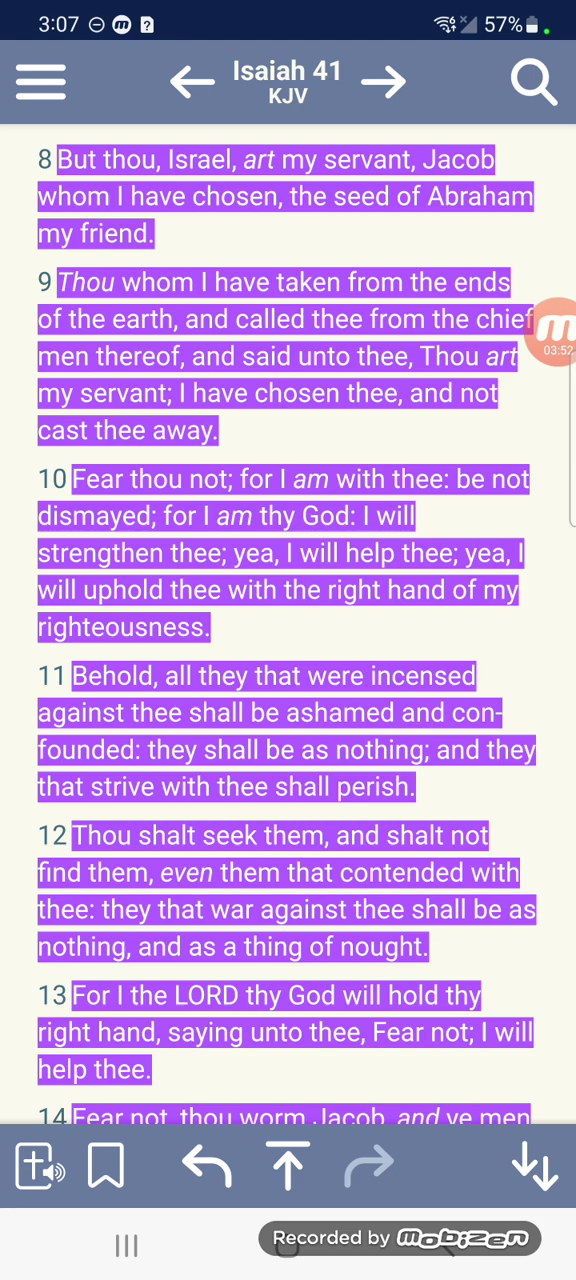 3:07
57%
Isaiah 41
KJV
8 But thou, Israel, art my servant, Jacob
whom I have chosen, the seed of Abraham
my friend.
9 Thou whom I have taken from the ends
of the earth, and called thee from the chief
men thereof, and said unto thee, Thou art
my servant; I have chosen thee, and not
cast thee away.
03:52
10 Fear thou not; for I am with thee: be not
dismayed; for I am thy God: I will
strengthen thee; yea, I will help thee; yea, I
will uphold thee with the right hand of my
righteousness.
11 Behold, all they that were incensed
against thee shall be ashamed and con-
founded: they shall be as nothing; and they
that strive with thee shall perish.
12 Thou shalt seek them, and shalt not
find them, even them that contended with
thee: they that war against thee shall be as
nothing, and as a thing of nought.
13 For I the LORD thy God will hold thy
right hand, saying unto thee, Fear not; I will
help thee.
14 Fear not, thou worm Jacob, and ye men
Recorded by mobizen